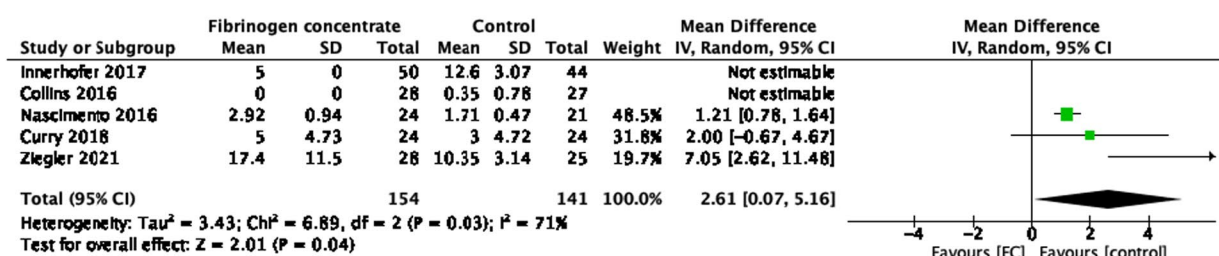 Fibrinogen concentrate Control Mean Difference Mean Difference
Study or Subgroup Mean SD Total Mean SD Total Weight IV, Random, 95% CI IV, Random, 95% CI
Innerhofer 2017 5 0 50 12.6 3.07 44 Not estimable
Collins 2016 0 0 28 0.35 0.78 27 Not estimable
Nascimento 2016 2.92 0.94 24 1.71 0.47 21 48.5% 1.21 [0.78, 1.64]
Curry 2018 5 4.73 24 3 4.72 24 31.8% 2.00 [-0.67, 4.67]
Ziegler 2021 17.4 11.5 28 10.35 3.14 25 19.7% 7.05 [2.62, 11.48]
Total (95% CI) 154 141 100.0% 2.61 [0.07, 5.16]
Heterogeneity: Tau² = 3.43; Chi² = 6.89, df = 2 (P = 0.03); I² = 71%
Test for overall effect: Z = 2.01 (P = 0.04)
-4 -2 0 2 4
Favours [FC] Favours [control]